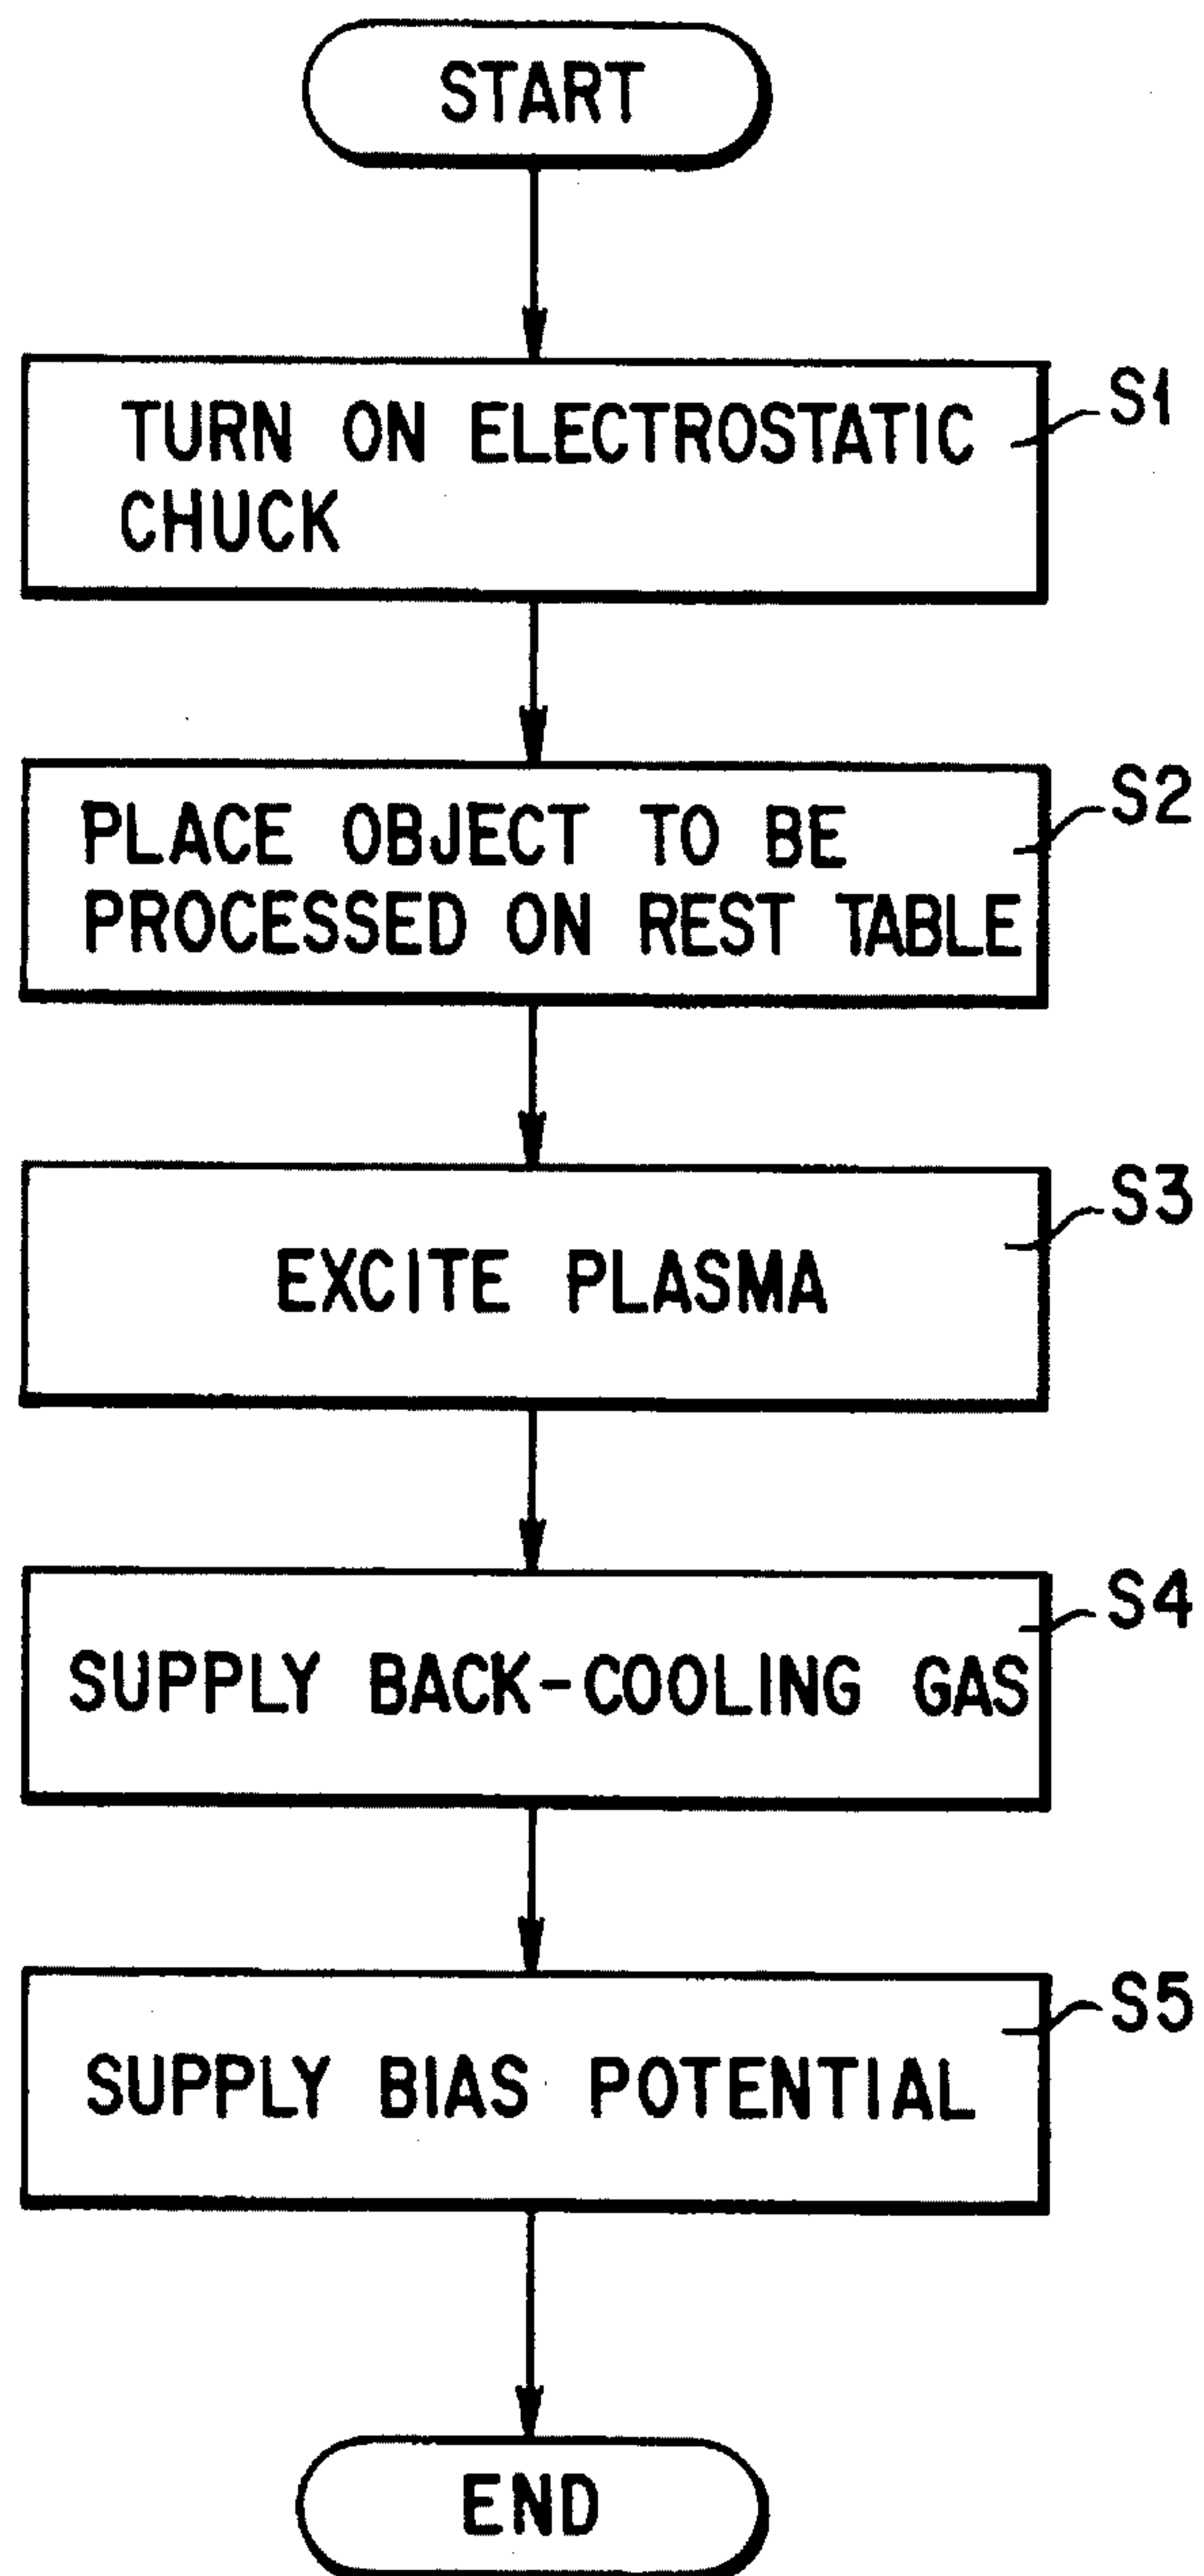 START
TURN ON ELECTROSTATIC
CHUCK
S1
PLACE OBJECT TO BE
PROCESSED ON REST TABLE
S2
EXCITE PLASMA
S3
SUPPLY BACK-COOLING GAS
S4
SUPPLY BIAS POTENTIAL
S5
END